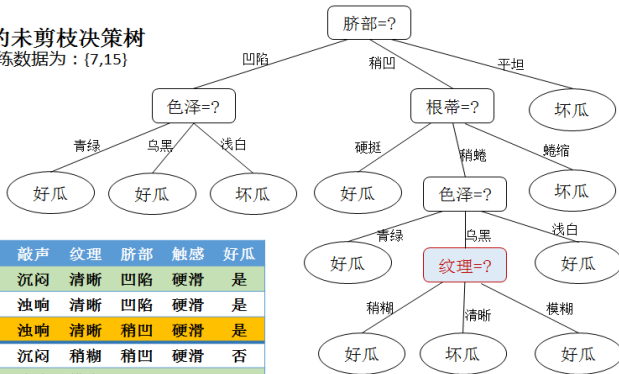 的未剪枝决策树
练数据为：{7,15}
脐部=?
凹陷
稍凹
平坦
色泽=?
根蒂=?
坏瓜
青绿
乌黑
浅白
硬挺
稍蜷
蜷缩
好瓜
好瓜
坏瓜
好瓜
色泽=?
坏瓜
青绿
乌黑
浅白
好瓜
纹理=?
好瓜
稍糊
清晰
模糊
好瓜
坏瓜
好瓜
敲声 纹理 脐部 触感 好瓜
沉闷 清晰 凹陷 硬滑 是
浊响 清晰 凹陷 硬滑 是
浊响 清晰 稍凹 硬滑 是
沉闷 稍糊 稍凹 硬滑 否